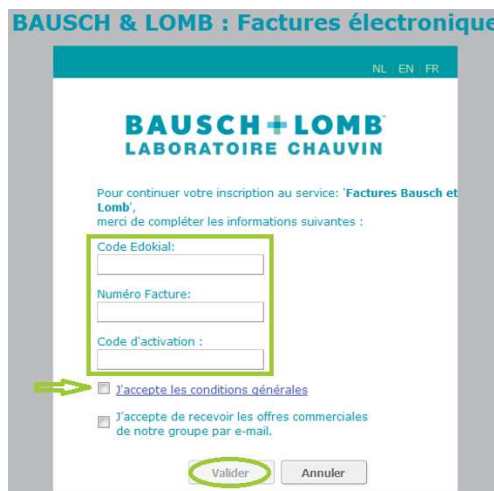 BAUSCH & LOMB : Factures électronique
NL EN FR
BAUSCH + LOMB
LABORATOIRE CHAUVIN
Pour continuer votre inscription au service: 'Factures Bausch et
Lomb',
merci de compléter les informations suivantes :
Code Edokial:
Numéro Facture:
Code d'activation :
J'accepte les conditions générales
J'accepte de recevoir les offres commerciales
de notre groupe par e-mail.
Valider Annuler